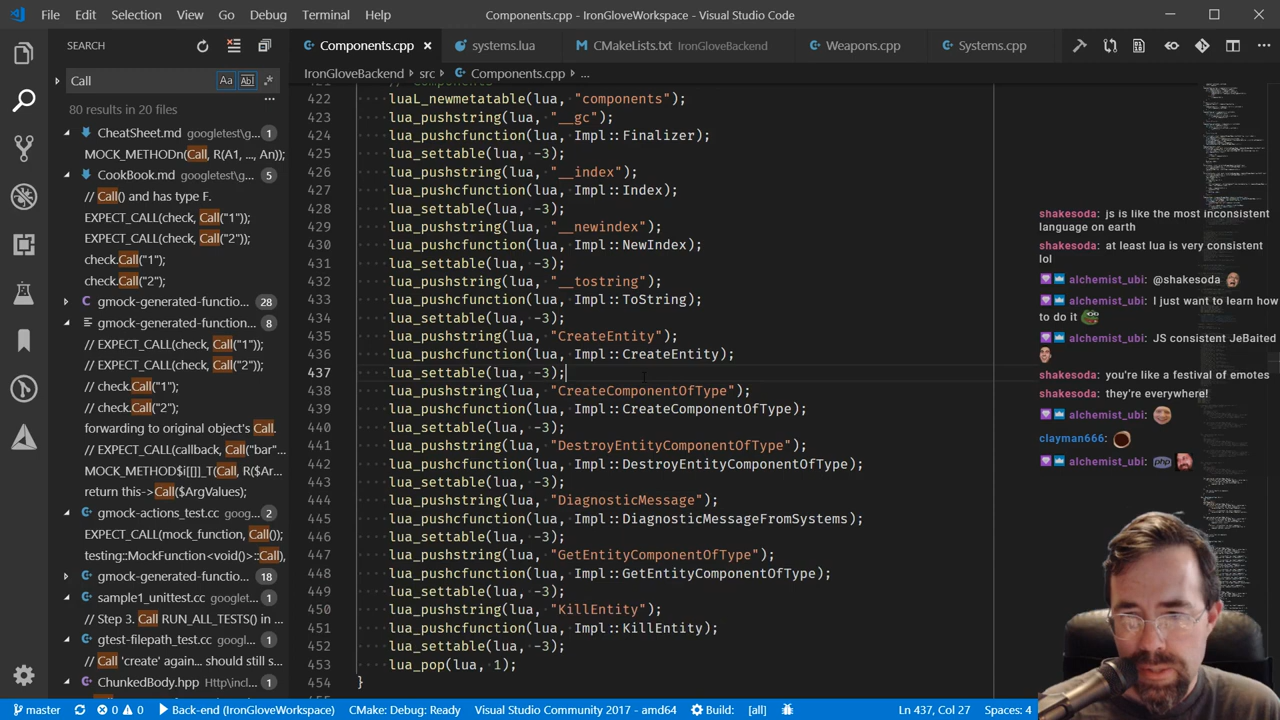 File Edit Selection View Go Debug Terminal Help Components.cpp - IronGloveWorkspace - Visual Studio Code
SEARCH
Call
Aa Abl .*
80 results in 20 files
CheatSheet.md googletest\g... 1
MOCK_METHODn(Call, R(A1, ..., An));
CookBook.md googletest\g... 5
// Call() and has type F.
EXPECT_CALL(check, Call("1"));
EXPECT_CALL(check, Call("2"));
check.Call("1");
check.Call("2");
gmock-generated-functio... 28
gmock-generated-function 8
// EXPECT_CALL(check, Call("1"));
// EXPECT_CALL(check, Call("2"));
// check.Call("1");
// check.Call("2");
forwarding to original object's Call.
// EXPECT_CALL(callback, Call("bar"
MOCK_METHOD$i[[]]_T(Call, R($Ar...
return this->Call($ArgValues);
gmock-actions_test.cc goog... 2
EXPECT_CALL(mock_function, Call());
testing::MockFunction<void()>::Call),
gmock-generated-functio... 18
sample1_unittest.cc googlet... 1
// Step 3. Call RUN_ALL_TESTS() in ...
gtest-filepath_test.cc googl... 1
// Call 'create' again... should still s...
ChunkedBody.hpp Http\inc... 1
Components.cpp systems.lua CMakeLists.txt IronGloveBackend Weapons.cpp Systems.cpp
IronGloveBackend > src > Components.cpp > ...
422 luaL_newmetatable(lua, "components");
423 lua_pushstring(lua, "__gc");
424 lua_pushcfunction(lua, Impl::Finalizer);
425 lua_settable(lua, -3);
426 lua_pushstring(lua, "__index");
427 lua_pushcfunction(lua, Impl::Index);
428 lua_settable(lua, -3);
429 lua_pushstring(lua, "__newindex");
430 lua_pushcfunction(lua, Impl::NewIndex);
431 lua_settable(lua, -3);
432 lua_pushstring(lua, "__tostring");
433 lua_pushcfunction(lua, Impl::ToString);
434 lua_settable(lua, -3);
435 lua_pushstring(lua, "CreateEntity");
436 lua_pushcfunction(lua, Impl::CreateEntity);
437 lua_settable(lua, -3);
438 lua_pushstring(lua, "CreateComponentOfType");
439 lua_pushcfunction(lua, Impl::CreateComponentOfType);
440 lua_settable(lua, -3);
441 lua_pushstring(lua, "DestroyEntityComponentOfType");
442 lua_pushcfunction(lua, Impl::DestroyEntityComponentOfType);
443 lua_settable(lua, -3);
444 lua_pushstring(lua, "DiagnosticMessage");
445 lua_pushcfunction(lua, Impl::DiagnosticMessageFromSystems);
446 lua_settable(lua, -3);
447 lua_pushstring(lua, "GetEntityComponentOfType");
448 lua_pushcfunction(lua, Impl::GetEntityComponentOfType);
449 lua_settable(lua, -3);
450 lua_pushstring(lua, "KillEntity");
451 lua_pushcfunction(lua, Impl::KillEntity);
452 lua_settable(lua, -3);
453 lua_pop(lua, 1);
454 }
shakesoda: js is like the most inconsistent
language on earth
shakesoda: at least lua is very consistent
lol
alchemist_ubi: @shakesoda
alchemist_ubi: I just want to learn how
to do it
alchemist_ubi: JS consistent JeBaited
shakesoda: you're like a festival of emotes
shakesoda: they're everywhere!
alchemist_ubi:
clayman666:
alchemist_ubi: php
master 0 0 Back-end (IronGloveWorkspace) CMake: Debug: Ready Visual Studio Community 2017 - amd64 Build: [all] Ln 437, Col 27 Spaces: 4